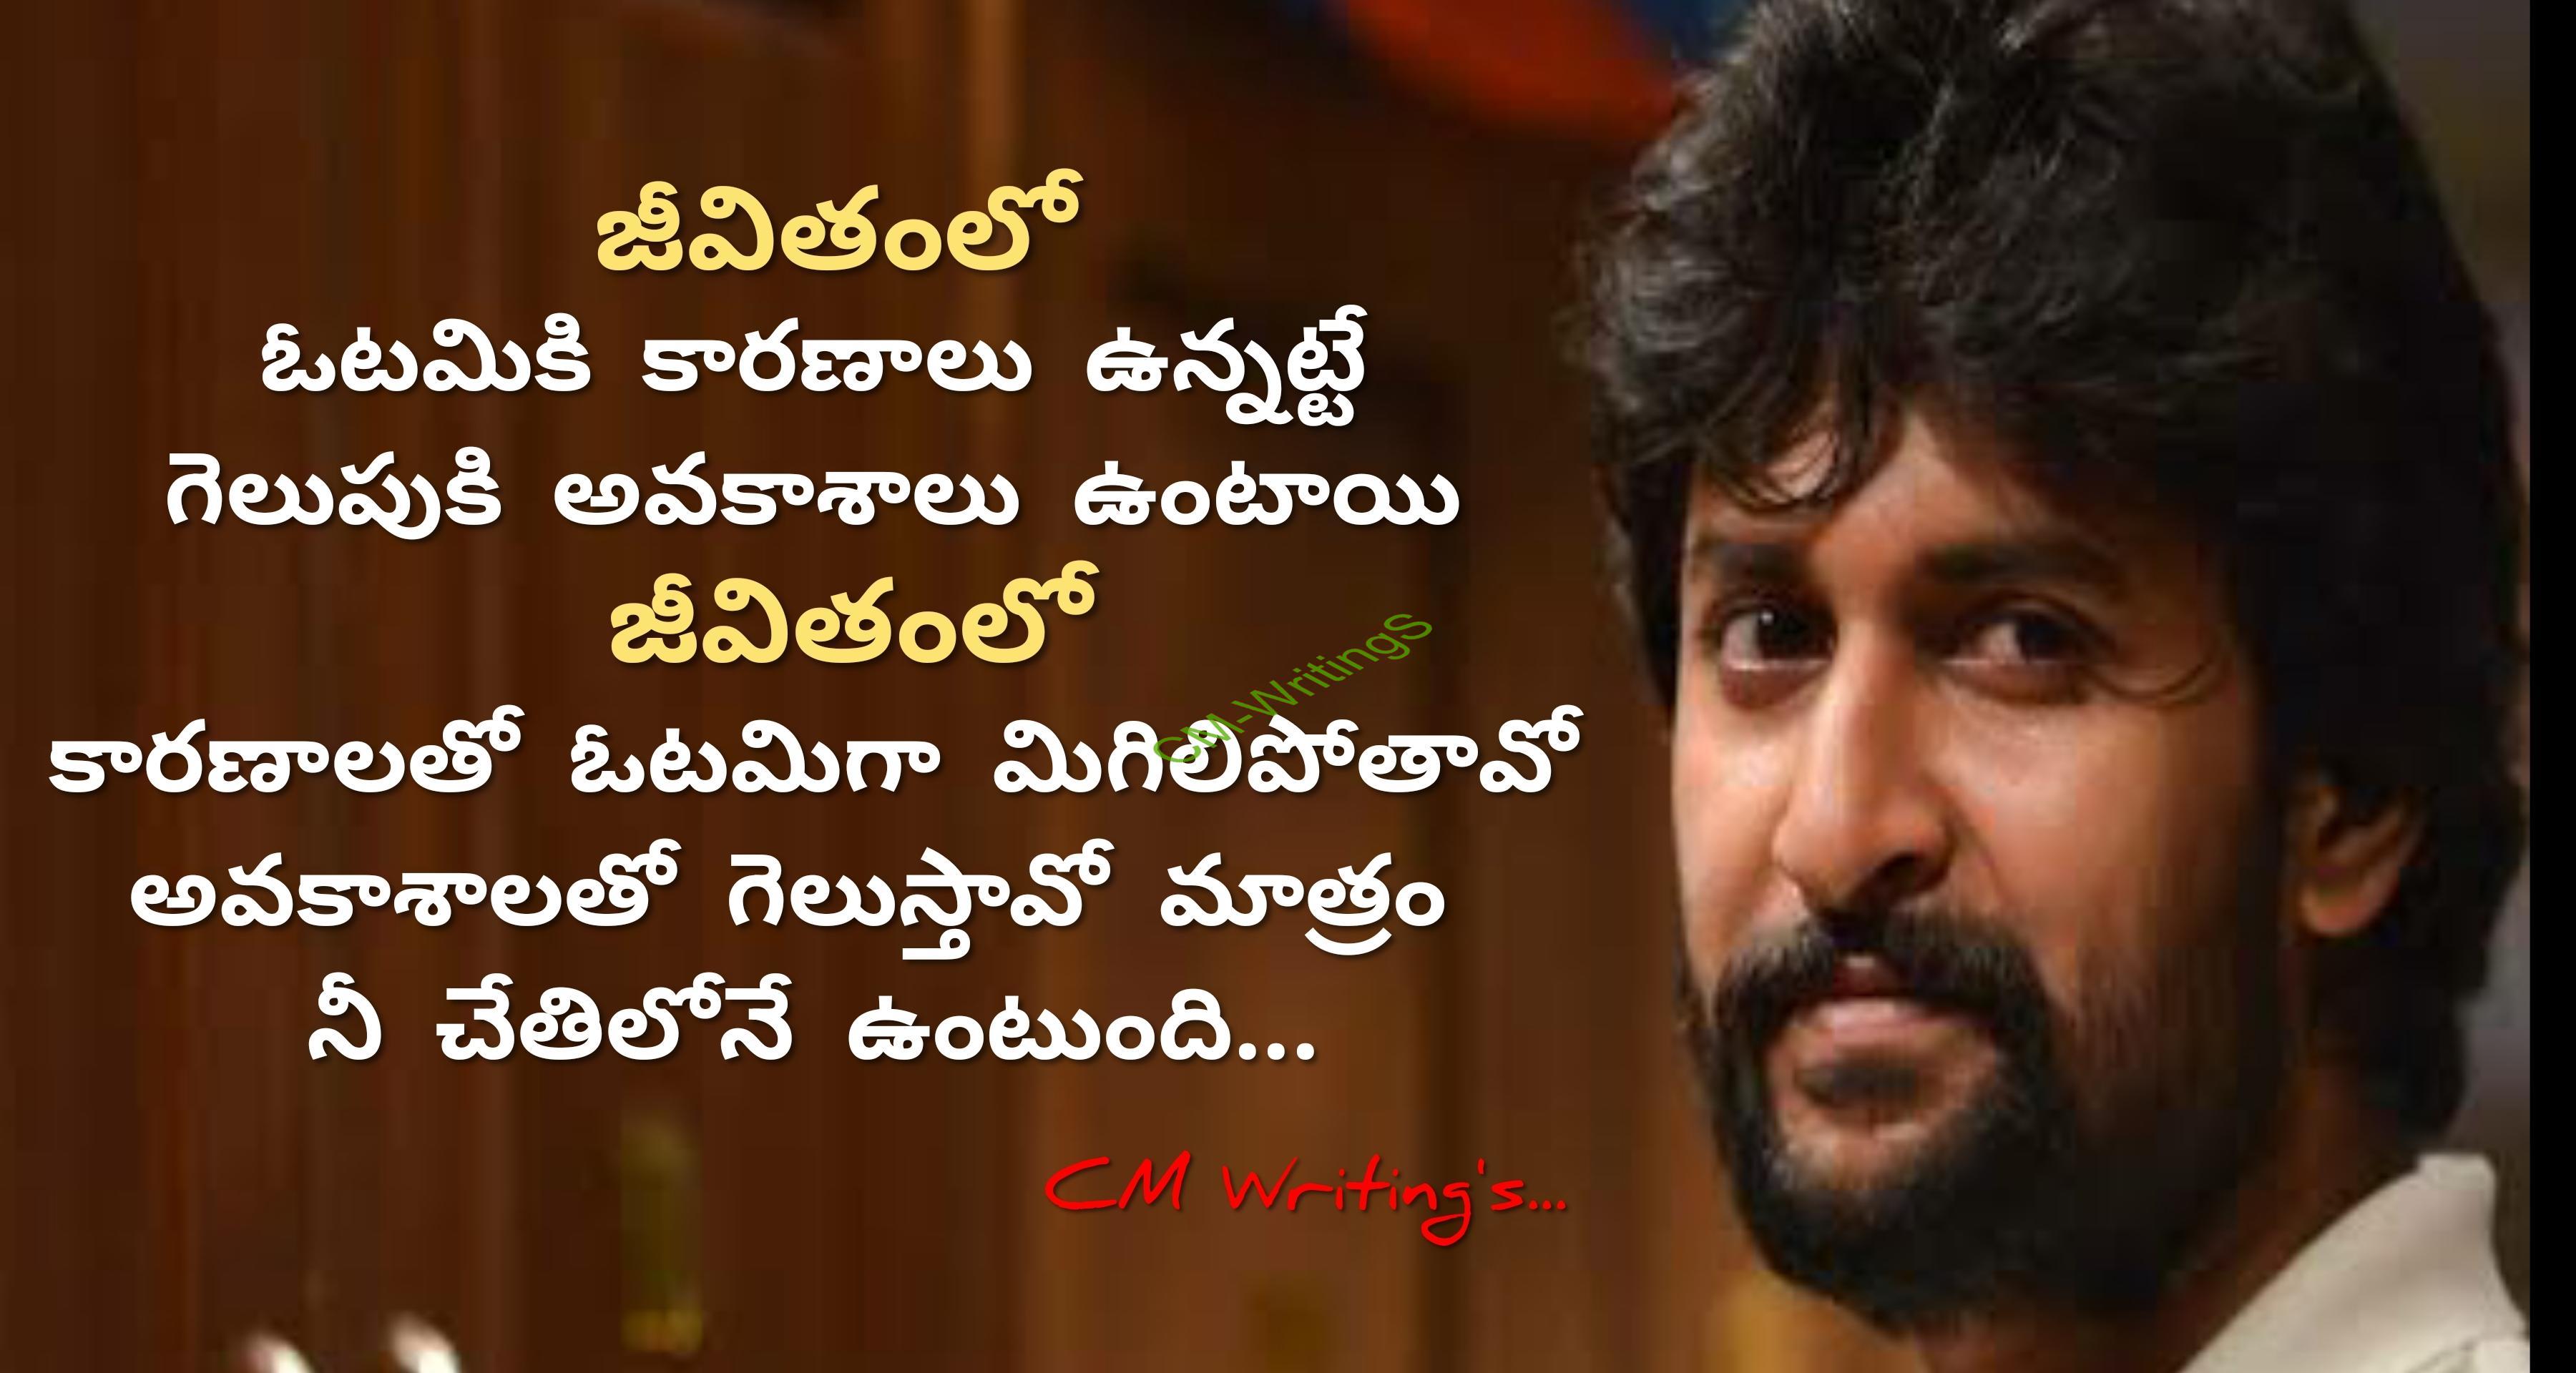 జీవితంలో
ఓటమికి కారణాలు ఉన్నట్టే
గెలుపుకి అవకాశాలు ఉంటాయి
జీవితంలో
కారణాలతో ఓటమిగా మిగిలిపోతావో
CM-WritingS
అవకాశాలతో గెలుస్తావో మాత్రం
నీ చేతిలోనే ఉంటుంది...
CM Writing's...